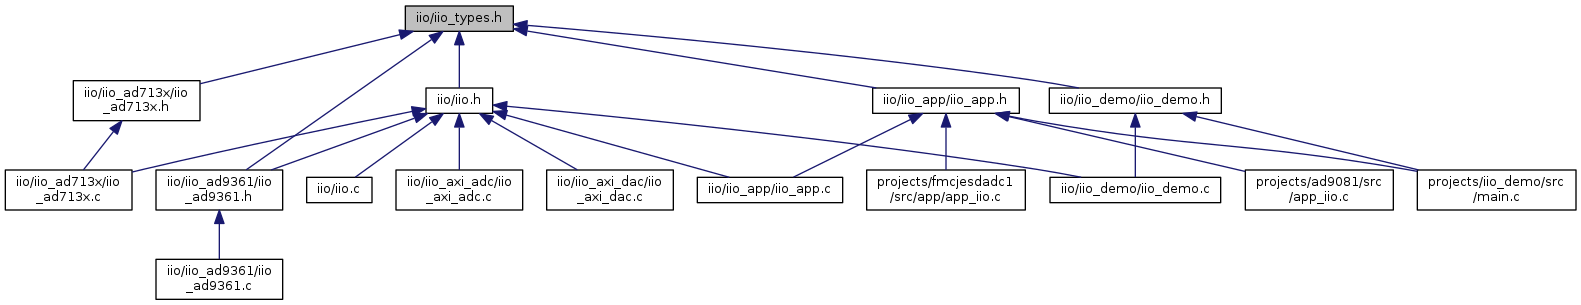 iio/iio_types.h
iio/iio_ad713x/iio
_ad713x.h
iio/iio.h
iio/iio_app/iio_app.h
iio/iio_demo/iio_demo.h
iio/iio_ad713x/iio
_ad713x.c
iio/iio_ad9361/iio
_ad9361.h
iio/iio.c
iio/iio_axi_adc/iio
_axi_adc.c
iio/iio_axi_dac/iio
_axi_dac.c
iio/iio_app/iio_app.c
projects/fmcjesdadc1
/src/app/app_iio.c
iio/iio_demo/iio_demo.c
projects/ad9081/src
/app_iio.c
projects/iio_demo/src
/main.c
iio/iio_ad9361/iio
_ad9361.c